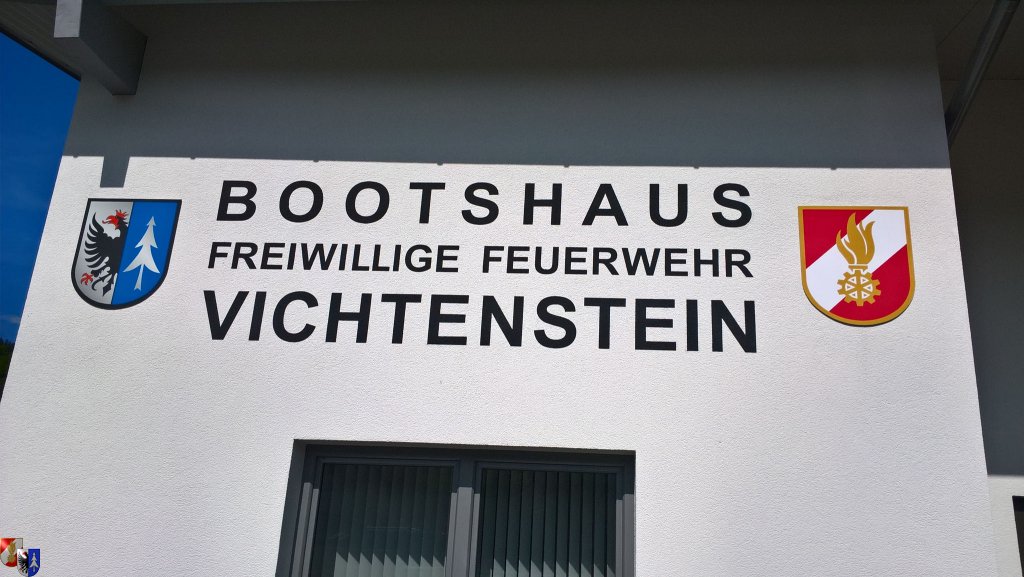 BOOTSHAUS
FREIWILLIGE FEUERWEHR
VICHTENSTEIN